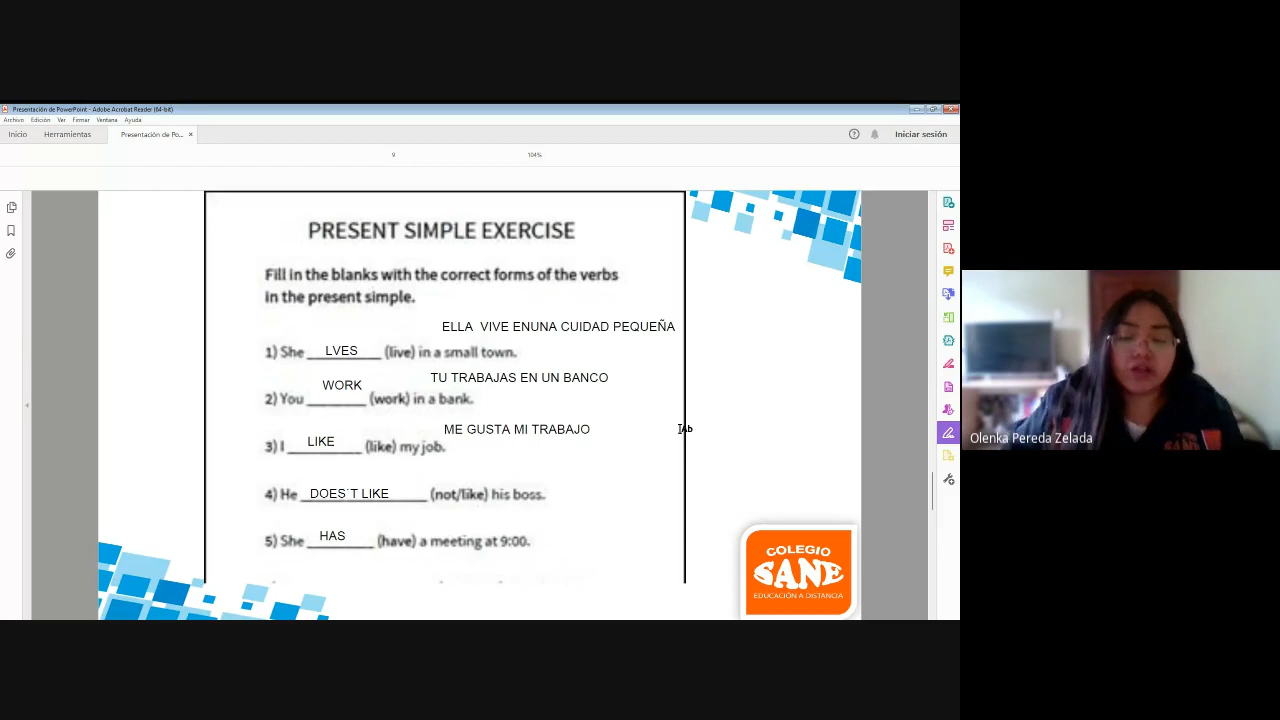 Presentación de PowerPoint - Adobe Acrobat Reader (64-bit)
Archivo Edición Ver Firmar Ventana Ayuda
Inicio Herramientas Presentación de Po... × Iniciar sesión
9 104%
PRESENT SIMPLE EXERCISE
Fill in the blanks with the correct forms of the verbs
in the present simple.
ELLA VIVE ENUNA CUIDAD PEQUEÑA
1) She LVES (live) in a small town.
TU TRABAJAS EN UN BANCO
2) You WORK (work) in a bank.
ME GUSTA MI TRABAJO
3) I LIKE (like) my job.
4) He DOES´T LIKE (not/like) his boss.
5) She HAS (have) a meeting at 9:00.
COLEGIO
SANE
EDUCACIÓN A DISTANCIA
Olenka Pereda Zelada